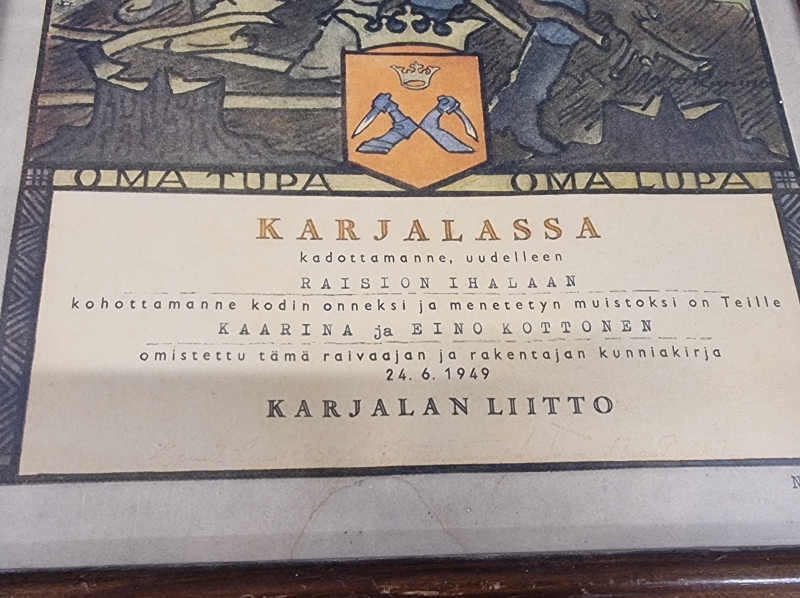 OMA TUPA OMA LUPA
KARJALASSA
kadottamanne, uudelleen
RAISION IHALAAN
kohottamanne kodin onneksi ja menetetyn muistoksi on Teille
KAARINA ja EINO KOTTONEN
omistettu tämä raivaajan ja rakentajan kunniakirja
24. 6. 1949
KARJALAN LIITTO